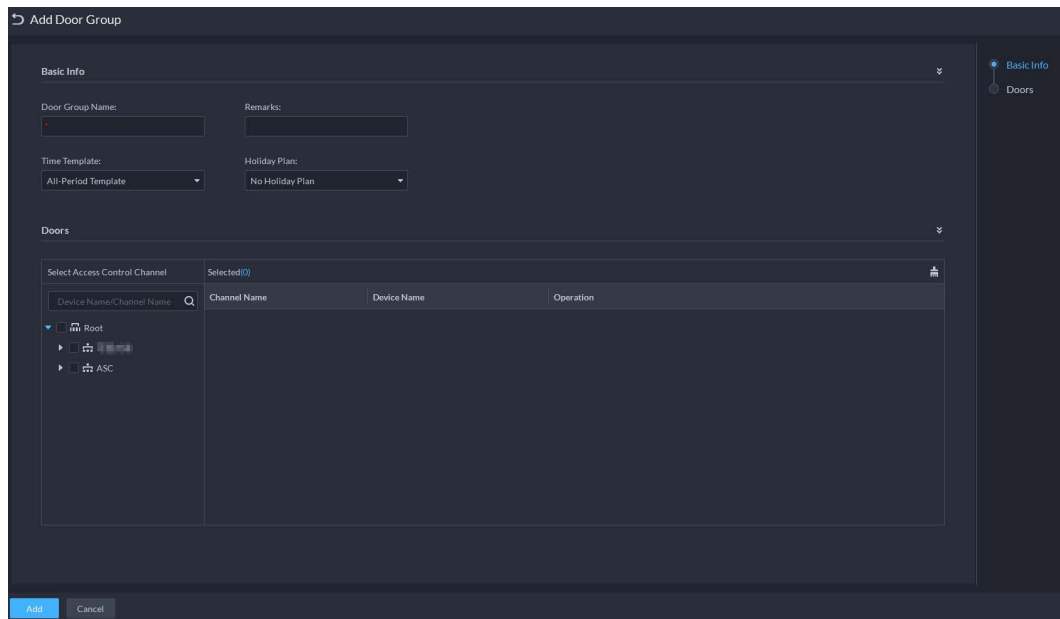 Add Door Group
Basic Info
Basic Info
Doors
Door Group Name:
Remarks:
*
Time Template:
Holiday Plan:
All-Period Template
No Holiday Plan
Doors
Select Access Control Channel
Selected(0)
Device Name/Channel Name
Channel Name
Device Name
Operation
Root
ASC
Add
Cancel